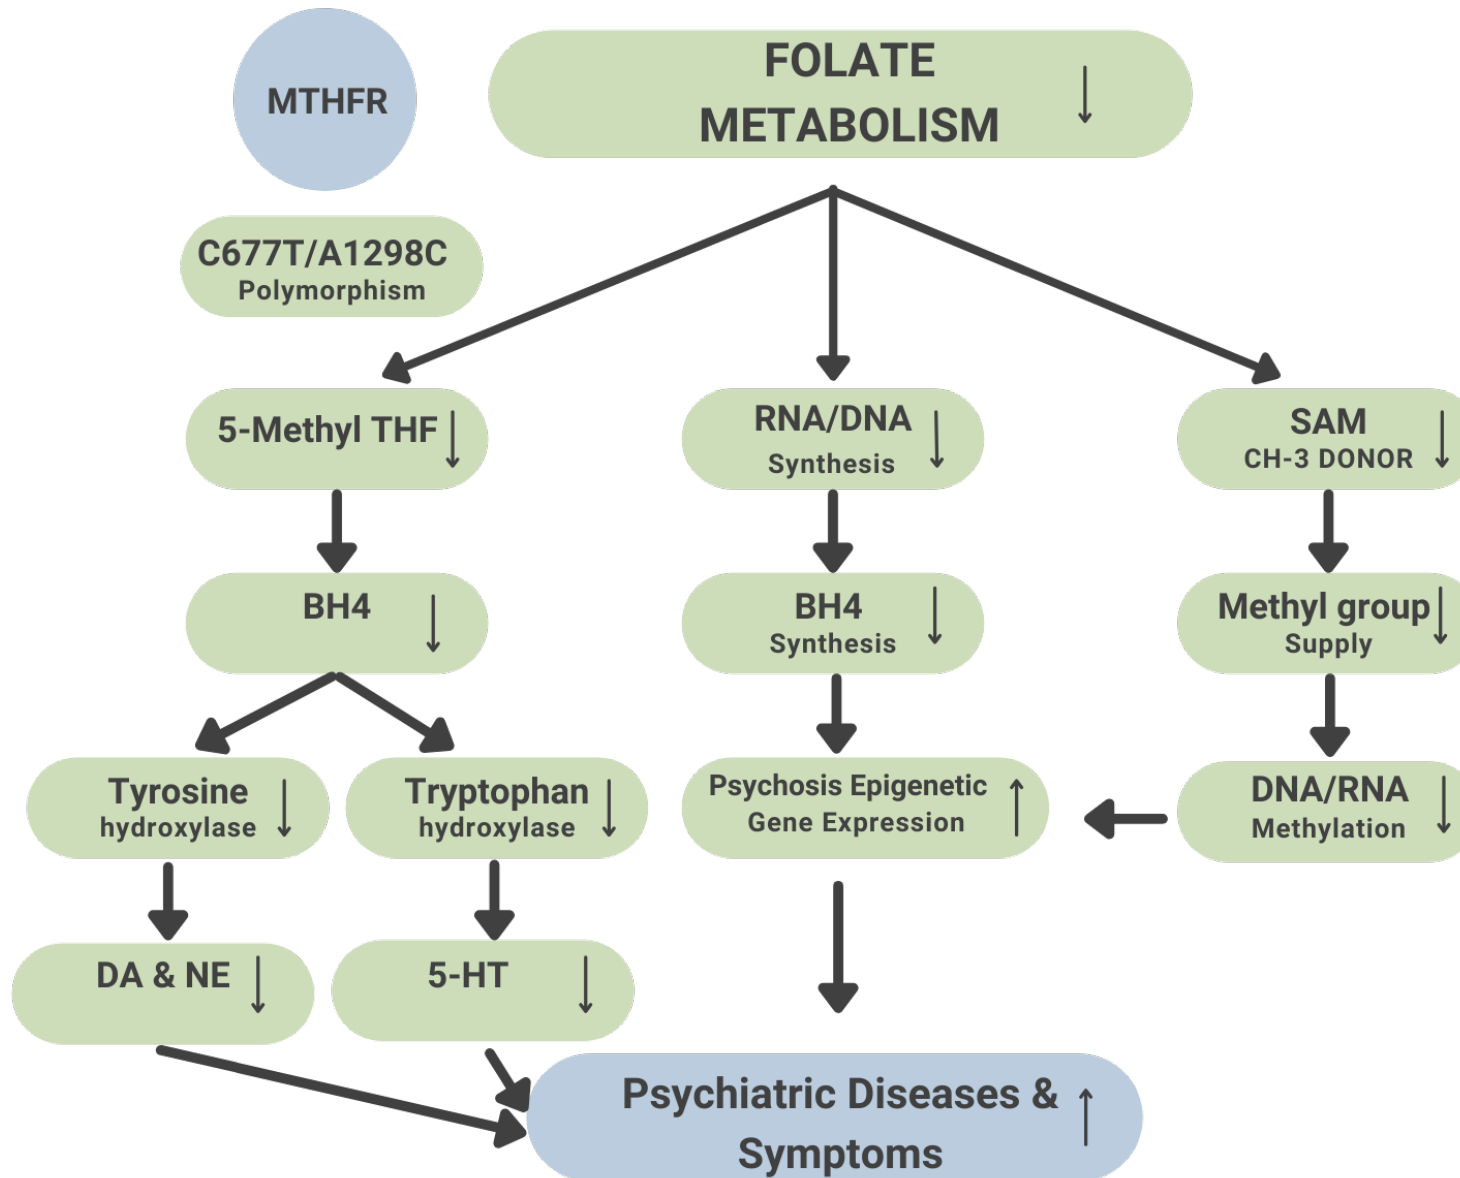 MTHFR
FOLATE
METABOLISM ↓
C677T/A1298C
Polymorphism
5-Methyl THF ↓
RNA/DNA ↓
Synthesis
SAM ↓
CH-3 DONOR
BH4 ↓
BH4 ↓
Synthesis
Methyl group ↓
Supply
Tyrosine ↓
hydroxylase
Tryptophan ↓
hydroxylase
Psychosis Epigenetic ↑
Gene Expression
DNA/RNA ↓
Methylation
DA & NE ↓
5-HT ↓
Psychiatric Diseases & ↑
Symptoms